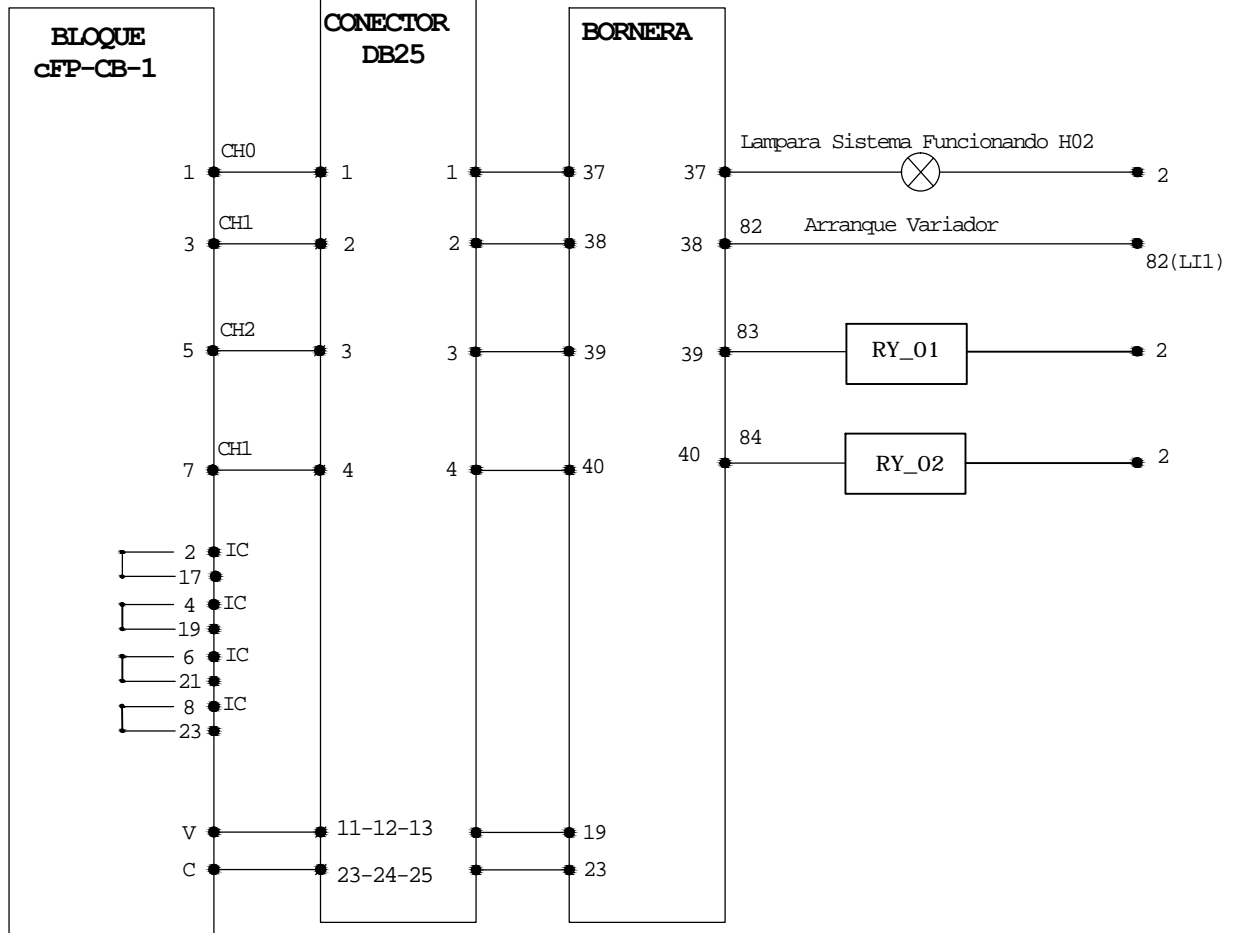 BLOQUE
cFP-CB-1
CONECTOR
DB25
BORNERA
1 CH0 1 1 37 37 Lampara Sistema Funcionando H02 2
3 CH1 2 2 38 38 82 Arranque Variador 82(LI1)
5 CH2 3 3 39 39 83 RY_01 2
7 CH1 4 4 40 40 84 RY_02 2
2 IC
17
4 IC
19
6 IC
21
8 IC
23
V 11-12-13 19
C 23-24-25 23